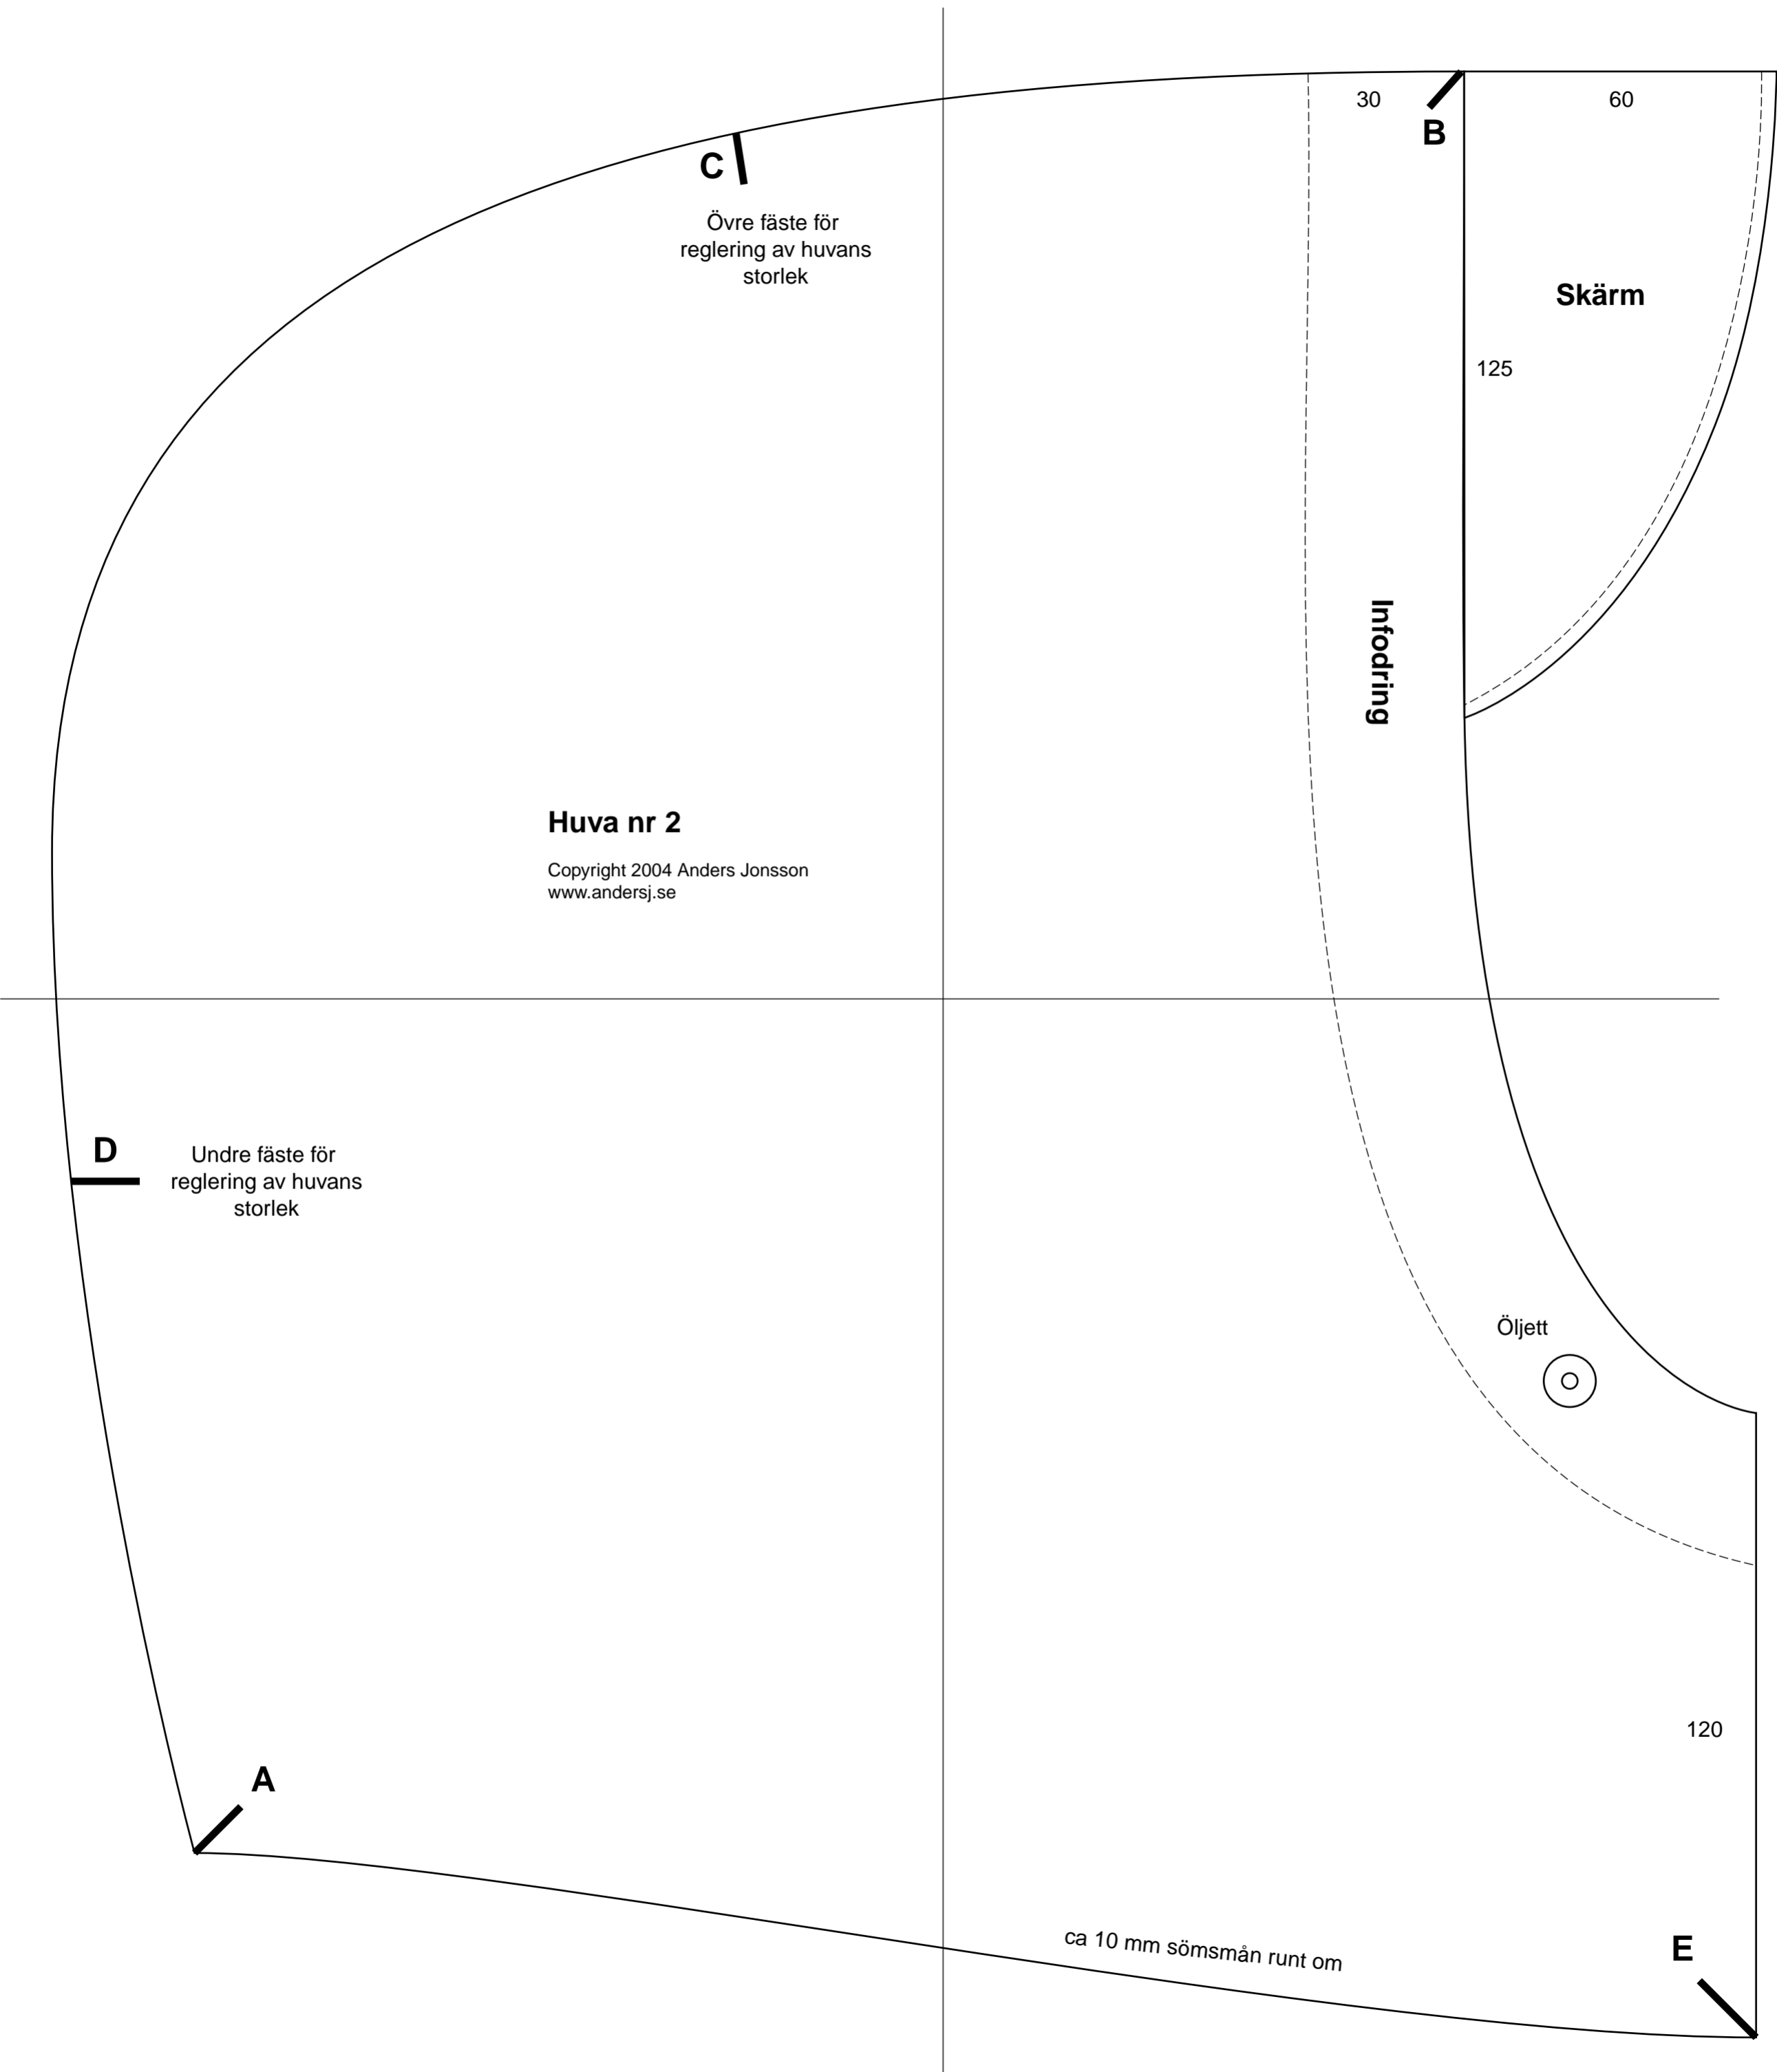 30
60
B
C
Övre fäste för
reglering av huvans
storlek
Skärm
125
Infodring
Huva nr 2
Copyright 2004 Anders Jonsson
www.andersj.se
D
Undre fäste för
reglering av huvans
storlek
Öljett
120
A
ca 10 mm sömsmån runt om
E